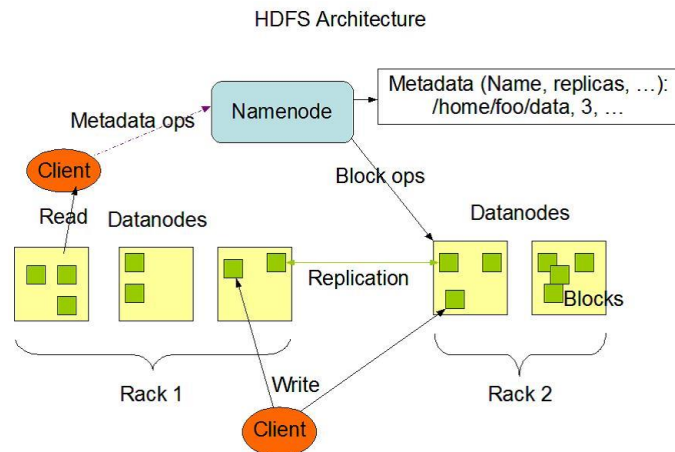 HDFS Architecture
Metadata (Name, replicas, …):
/home/foo/data, 3, …
Namenode
Metadata ops
Client
Block ops
Read
Datanodes
Datanodes
Replication
Blocks
Rack 1
Write
Rack 2
Client